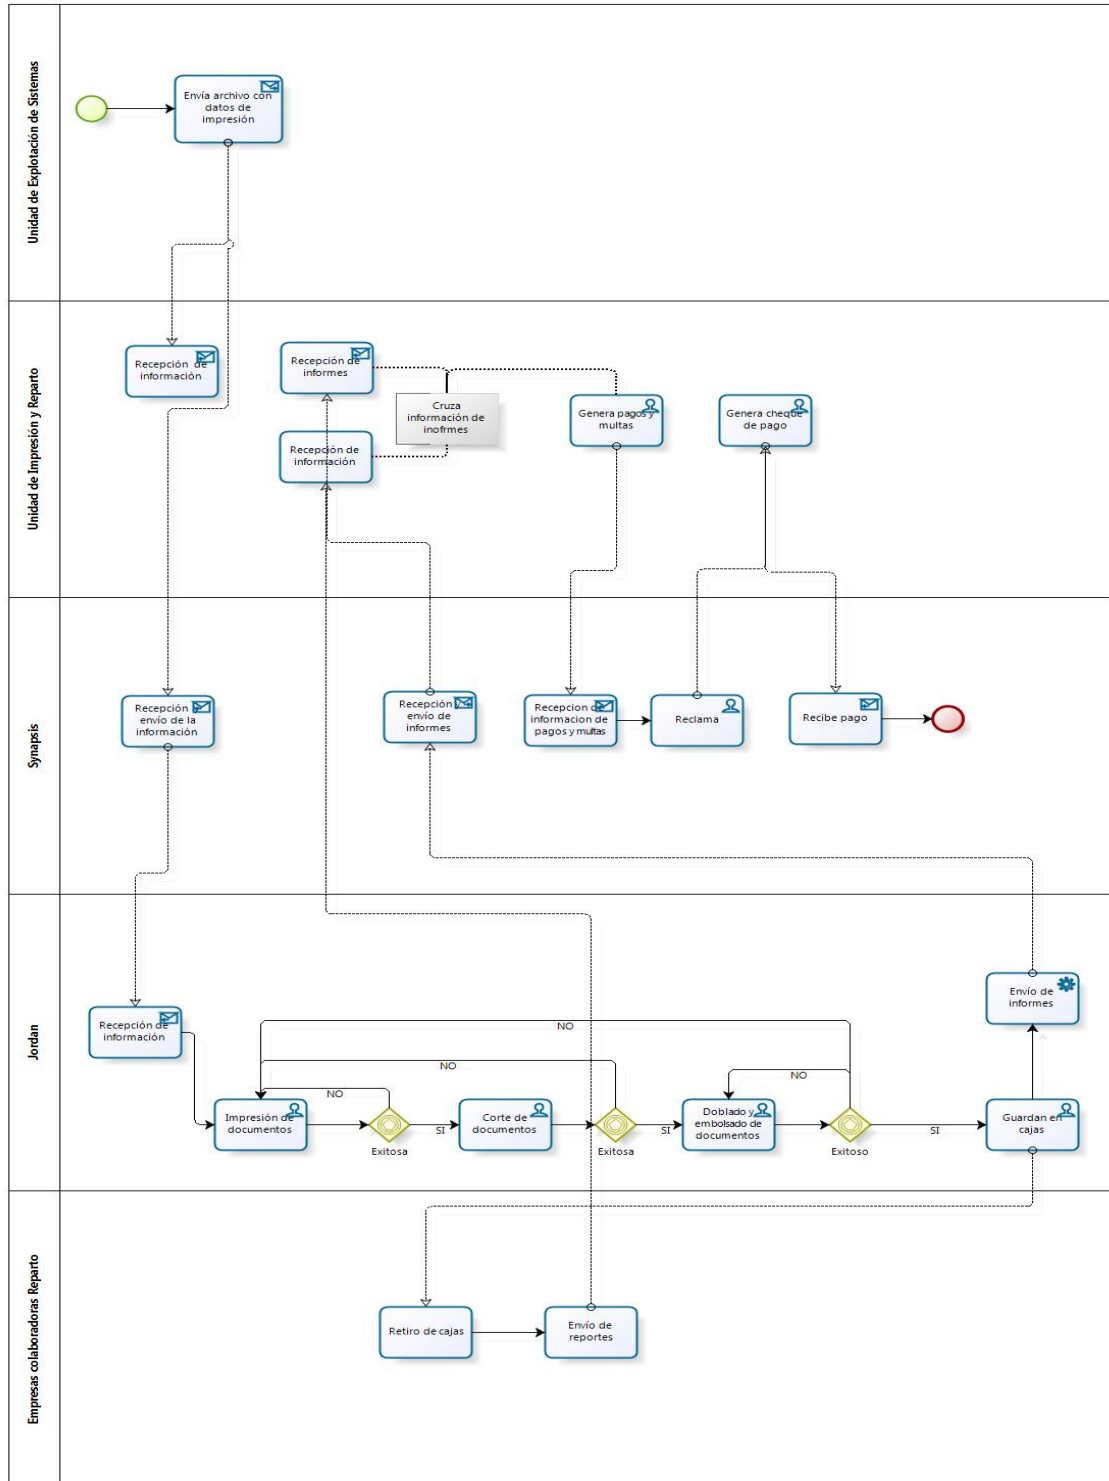 Unidad de Explotación de Sistemas
Envía archivo con
datos de
impresión
Unidad de Impresión y Reparto
Recepción de
información
Recepción de
informes
Cruza
información de
inofrmes
Recepción de
información
Genera pagos y
multas
Genera cheque
de pago
Synapsis
Recepción
envío de la
información
Recepción y
envío de
informes
Recepcion de
informacion de
pagos y multas
Reclama
Recibe pago
Jordan
Recepción de
información
Envío de
informes
NO
NO
NO
NO
Impresión de
documentos
Exitosa
SI
Corte de
documentos
Exitosa
SI
Doblado y
embolsado de
documentos
Exitoso
SI
Guardan en
cajas
Empresas colaboradoras Reparto
Retiro de cajas
Envío de
reportes